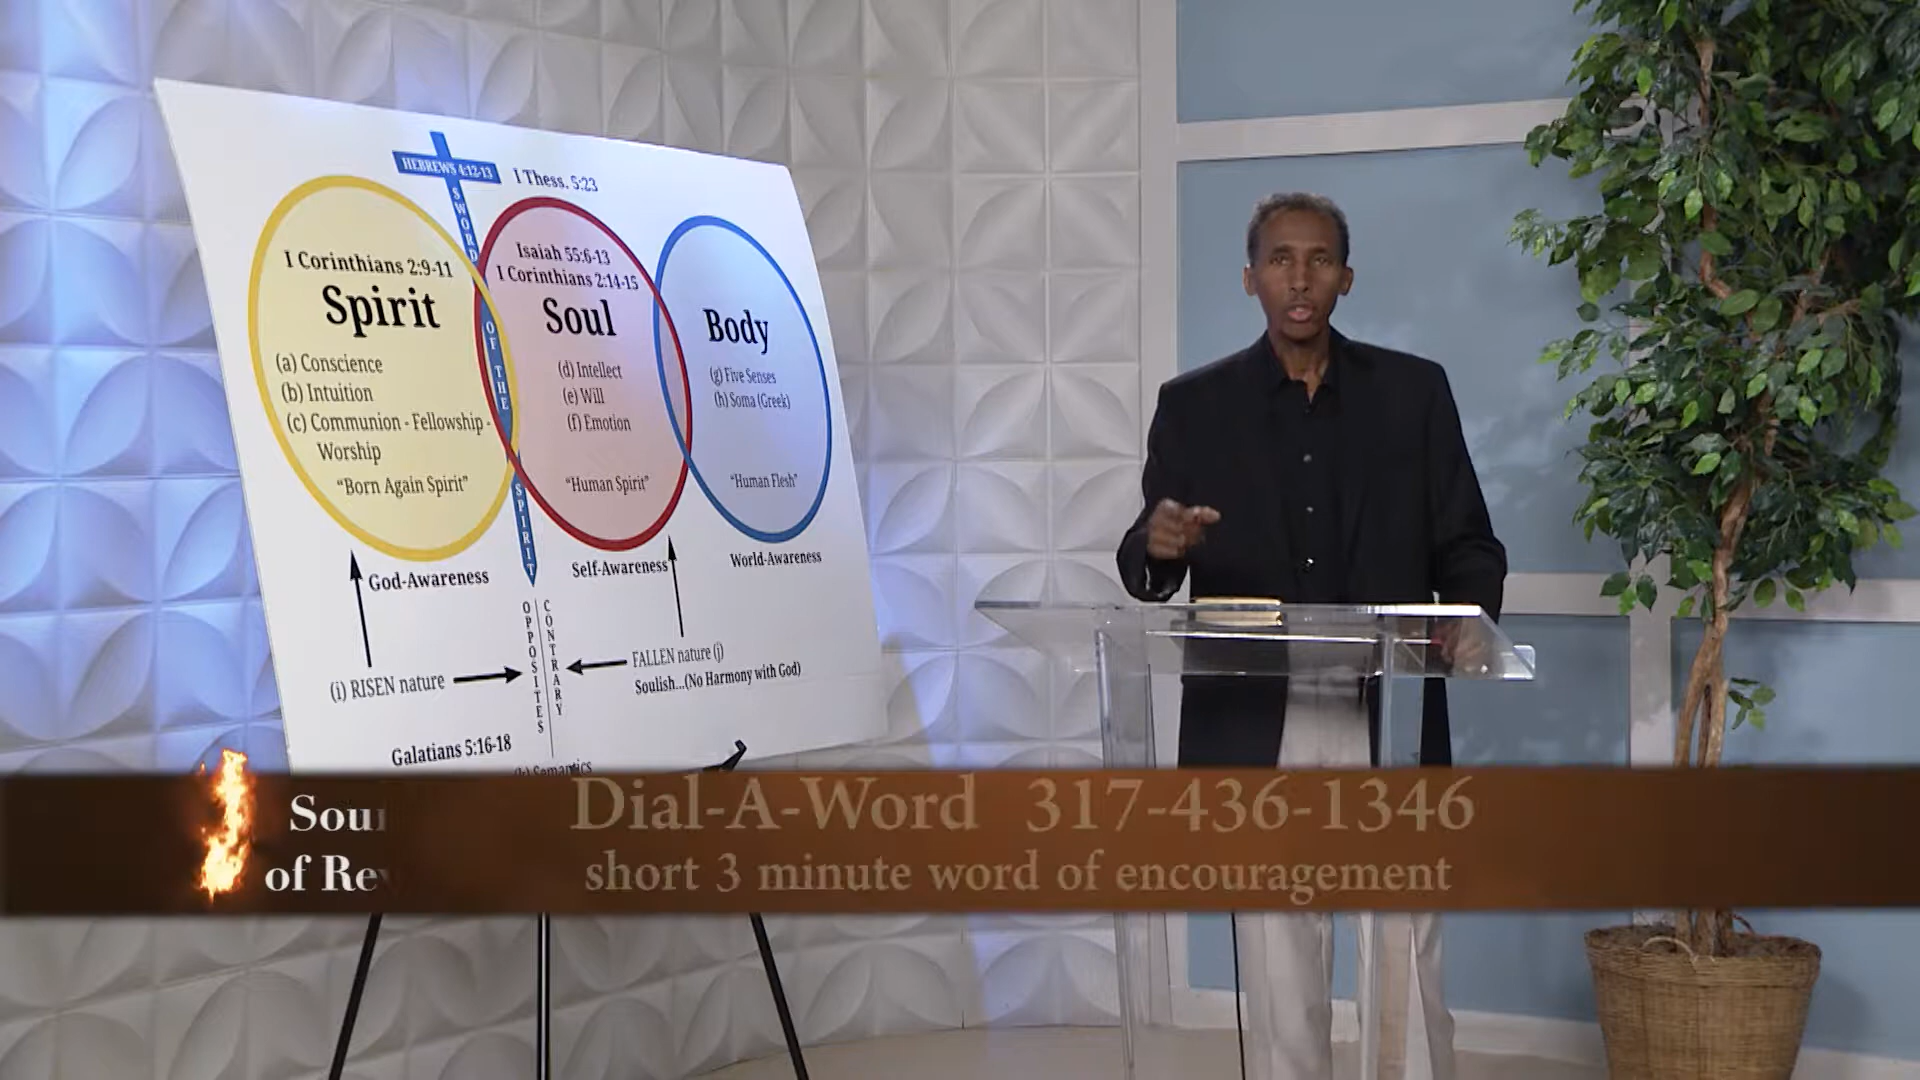 HEBREWS 4:12-13
I Thess. 5:23
SWORD OF THE SPIRIT
I Corinthians 2:9-11
Spirit
(a) Conscience
(b) Intuition
(c) Communion - Fellowship -
Worship
"Born Again Spirit"
God-Awareness
Isaiah 55:6-13
I Corinthians 2:14-15
Soul
(d) Intellect
(e) Will
(f) Emotion
"Human Spirit"
Self-Awareness
Body
(g) Five Senses
(h) Soma (Greek)
"Human Flesh"
World-Awareness
OPPOSITES
CONTRARY
(i) RISEN nature
FALLEN nature (j)
Soulish...(No Harmony with God)
Galatians 5:16-18
(k) Semantics
Sour
of Rev
Dial-A-Word 317-436-1346
short 3 minute word of encouragement